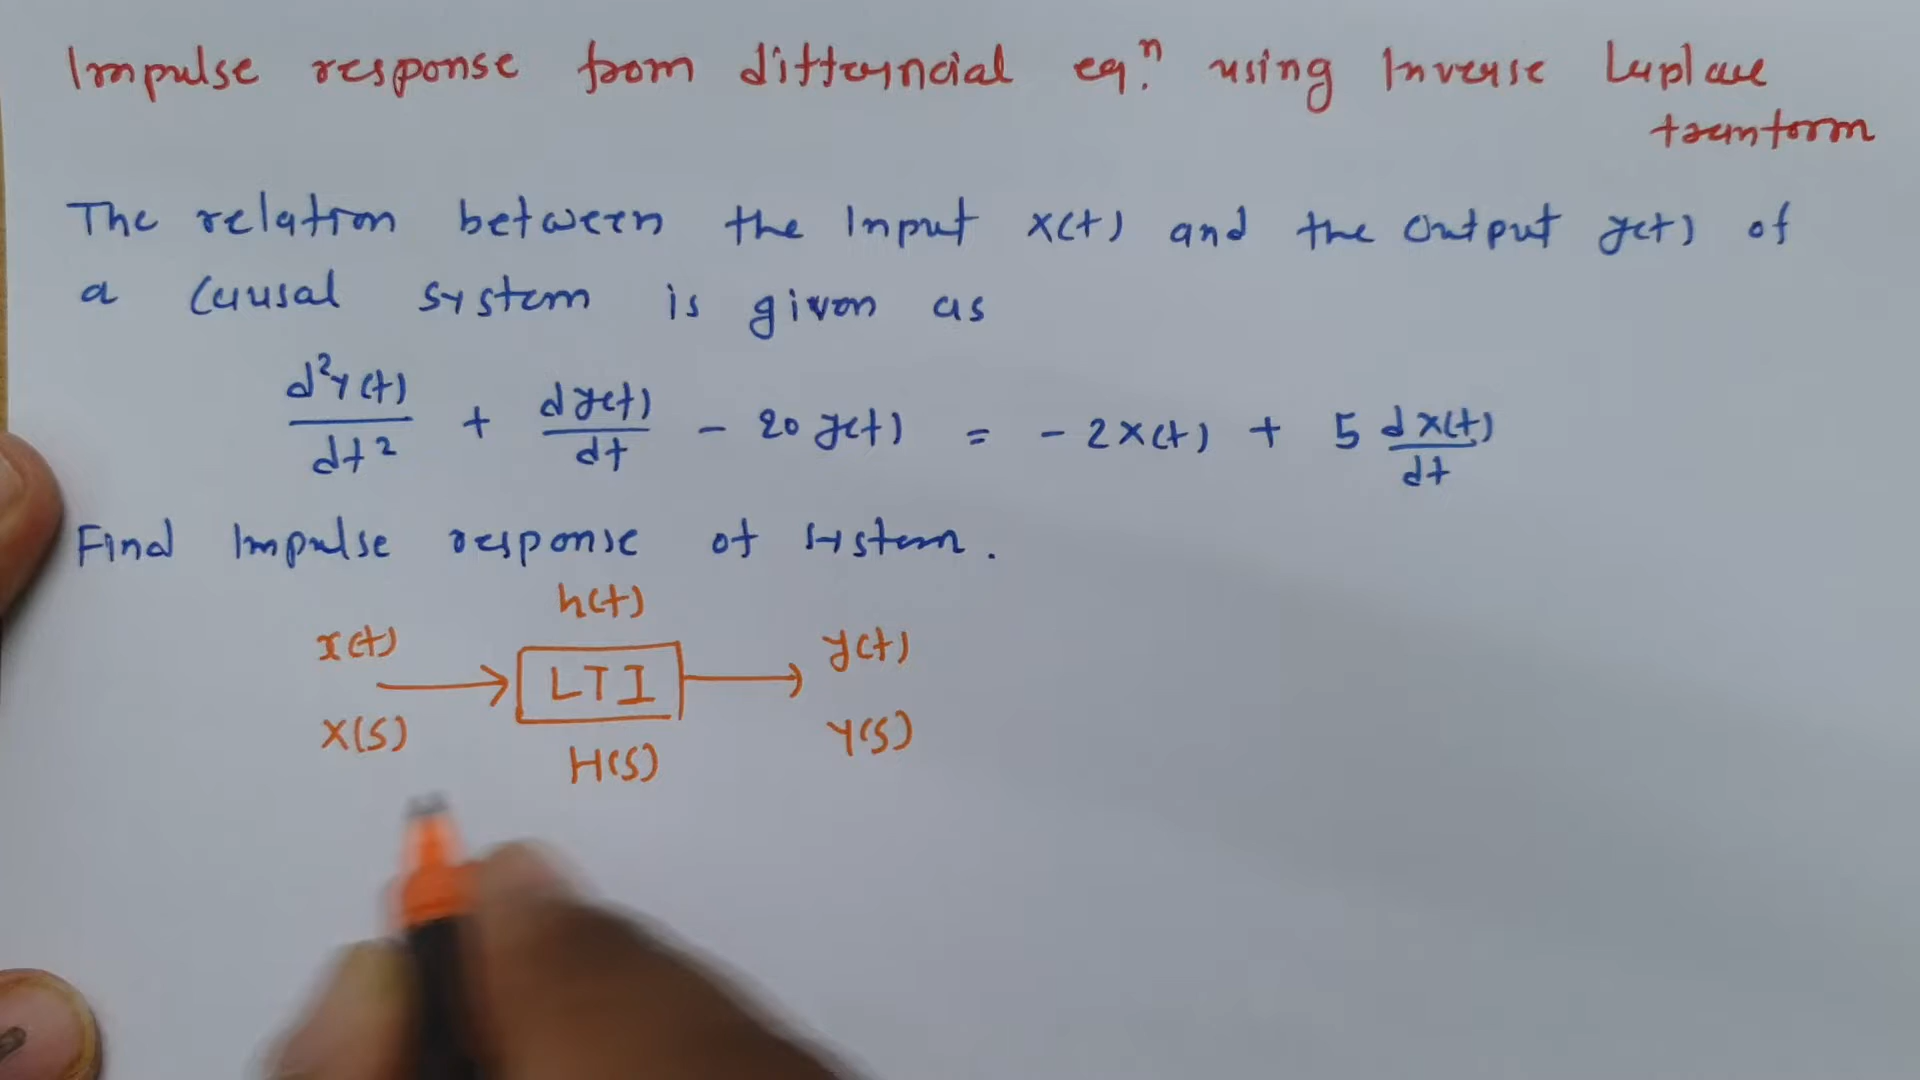 Impulse response from differencial eqⁿ. using Inverse Laplace
transform
The relation between the Input x(t) and the output y(t) of
a causal system is given as
d²y(t)/dt² + dy(t)/dt - 20 y(t) = - 2x(t) + 5 dx(t)/dt
Find Impulse response of system.
h(t)
x(t) LTI y(t)
X(s) H(s) Y(s)